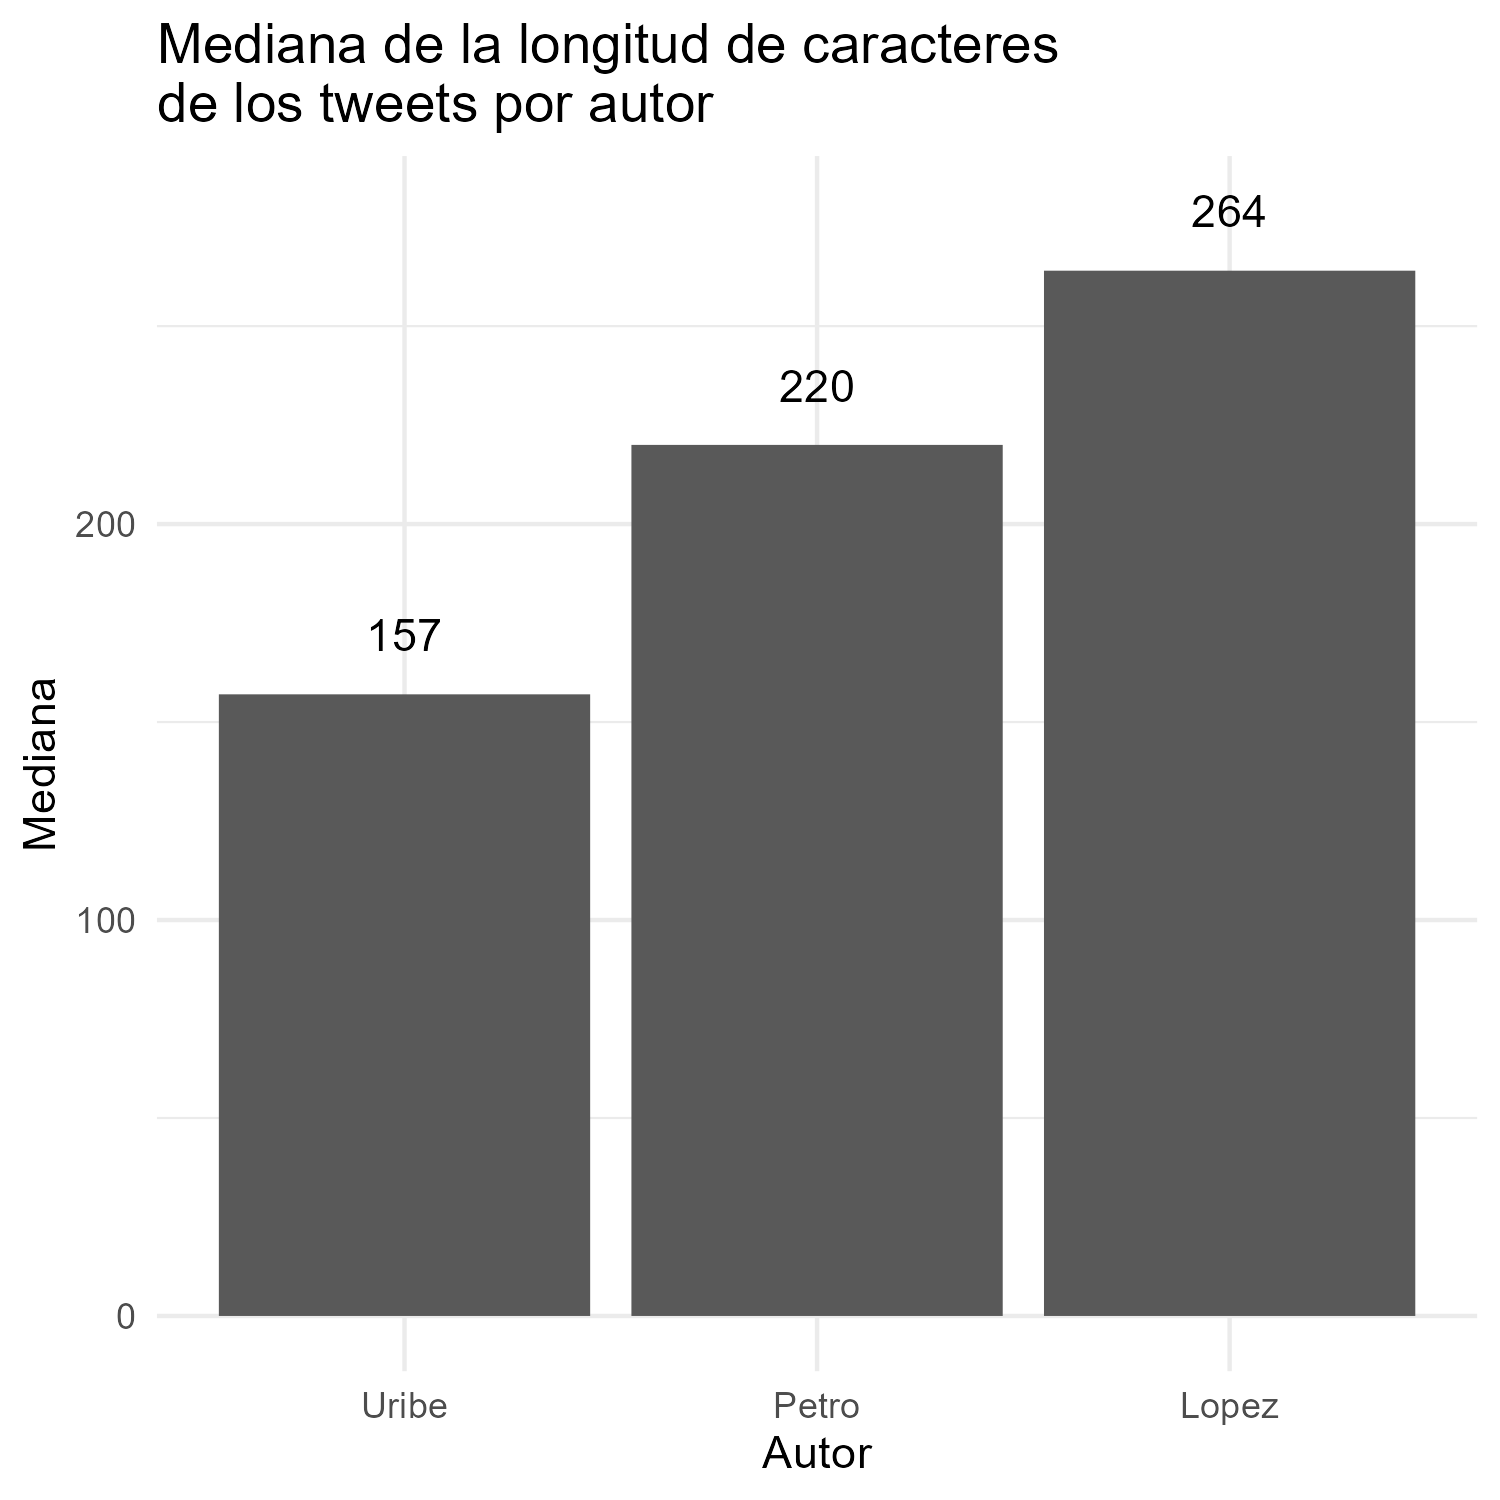 Mediana de la longitud de caracteres
de los tweets por autor
264
220
200
157
Mediana
100
0
Uribe Petro Lopez
Autor